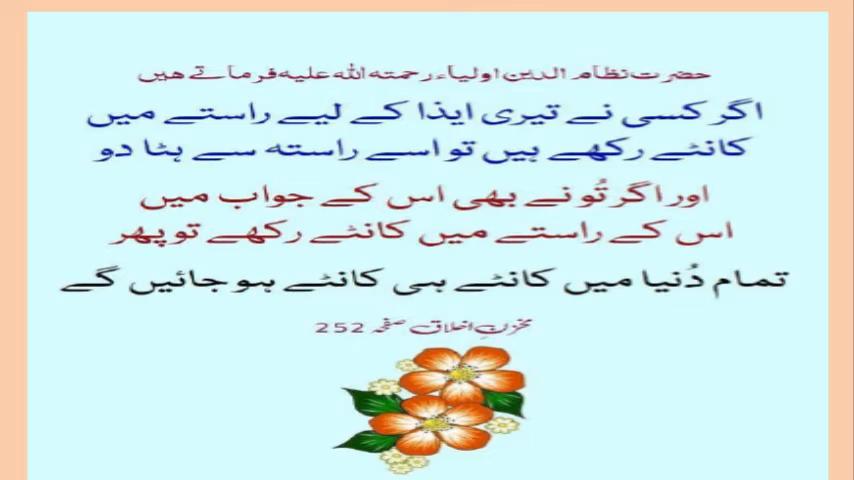 حضرت نظام الدین اولیاء رحمتہ اللہ علیہ فرماتے ھیں
اگر کسی نے تیری ایذا کے لیے راستے میں
کانٹے رکھے ہیں تو اسے راستہ سے ہٹا دو
اور اگر تُو نے بھی اس کے جواب میں
اس کے راستے میں کانٹے رکھے تو پھر
تمام دُنیا میں کانٹے ہی کانٹے ہو جائیں گے
مخزنِ اخلاق صفحہ 252